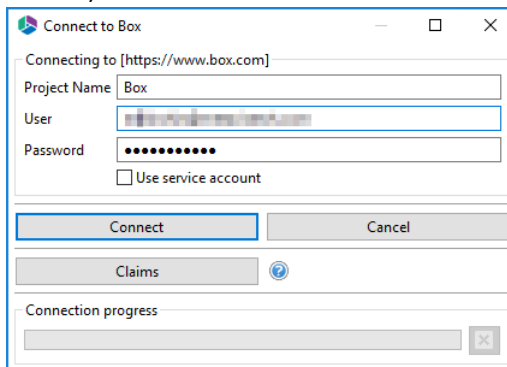 Connect to Box
Connecting to [https://www.box.com]
Project Name Box
User
Password
Use service account
Connect Cancel
Claims ?
Connection progress